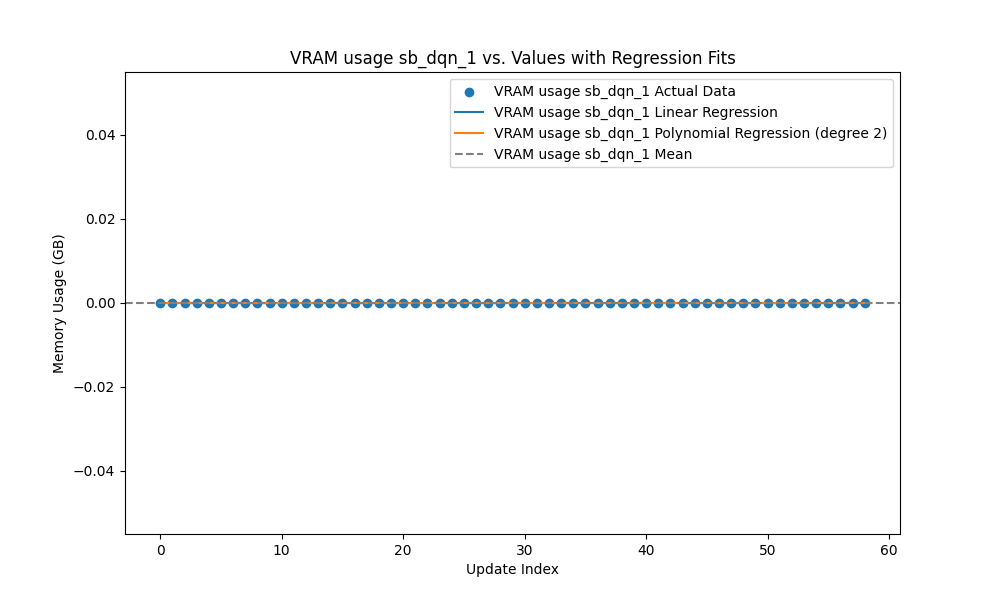 VRAM usage sb_dqn_1 vs. Values with Regression Fits
VRAM usage sb_dqn_1 Actual Data
VRAM usage sb_dqn_1 Linear Regression
VRAM usage sb_dqn_1 Polynomial Regression (degree 2)
VRAM usage sb_dqn_1 Mean
Memory Usage (GB)
0.04
0.02
0.00
−0.02
−0.04
0 10 20 30 40 50 60
Update Index